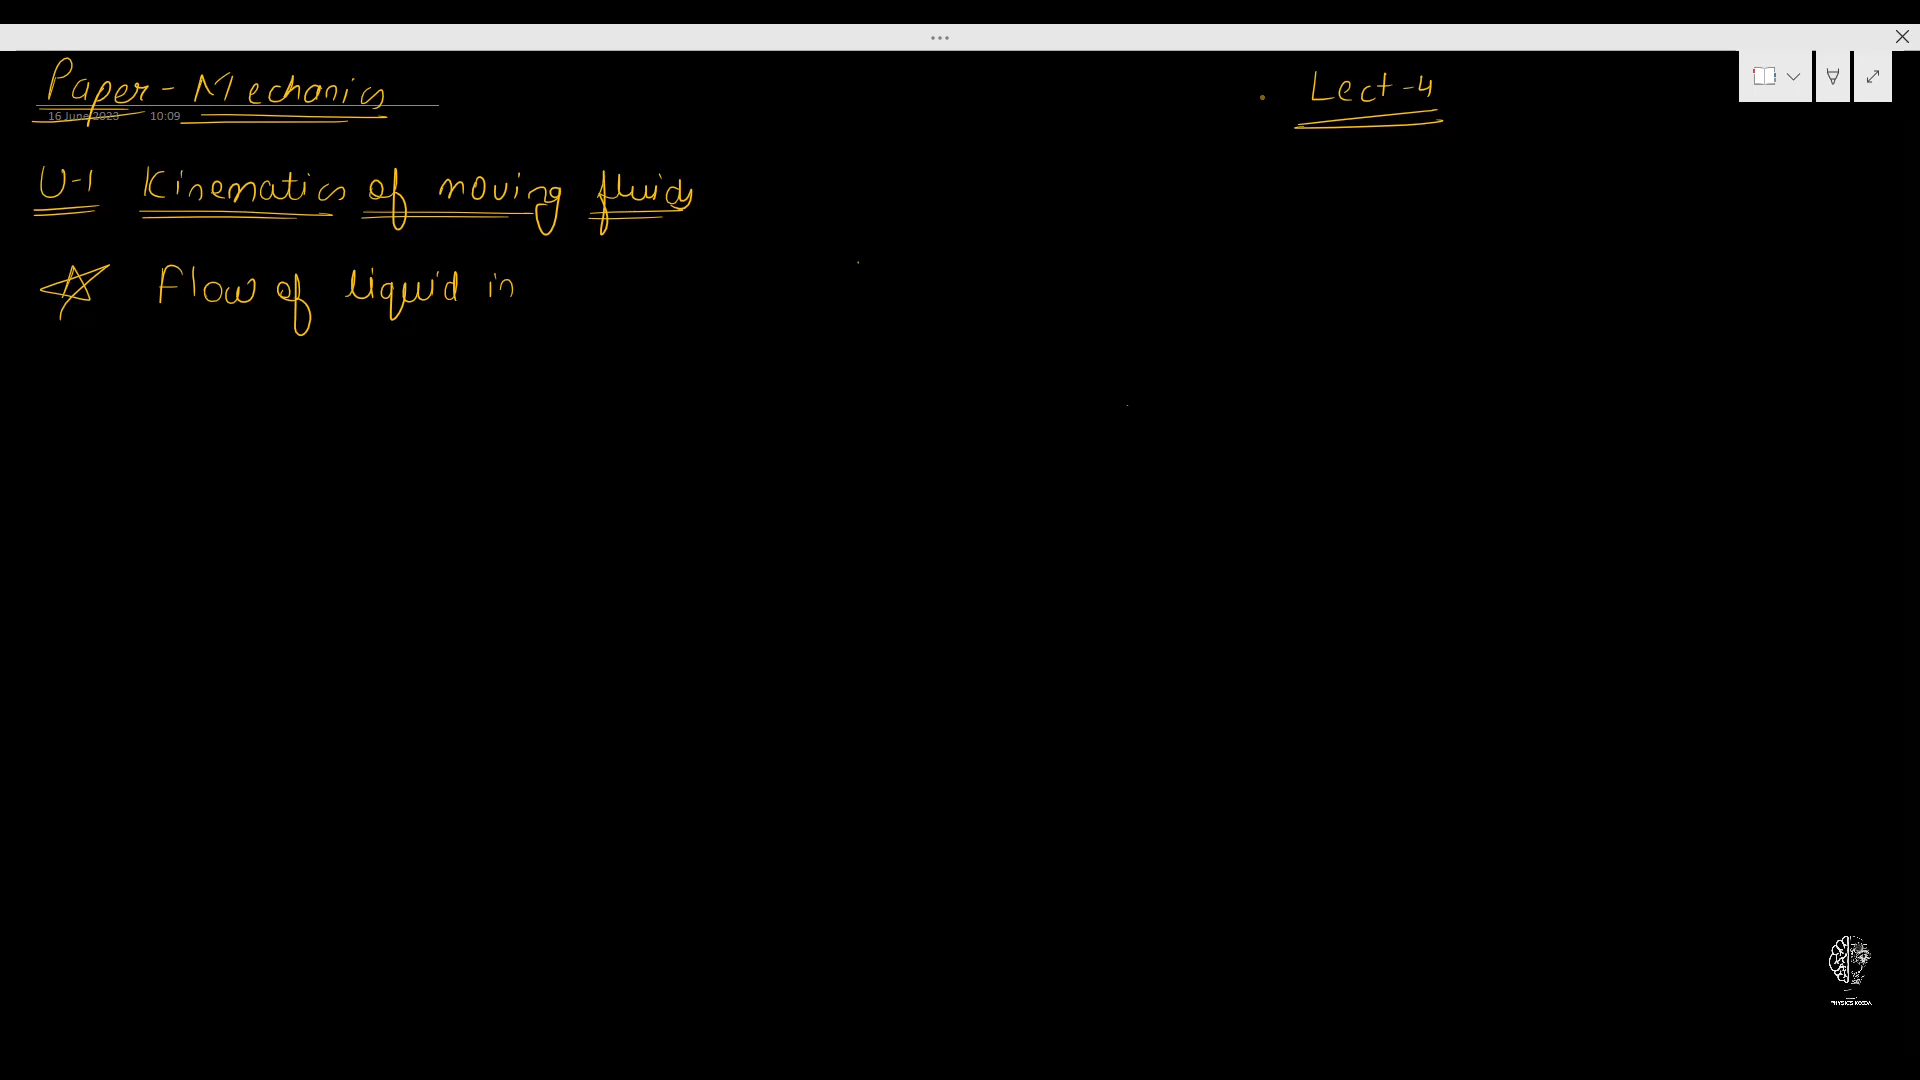 Paper - Mechanics
Lect - 4
16 June 2023 10:09
U-1 Kinematics of moving fluids
Flow of liquid in